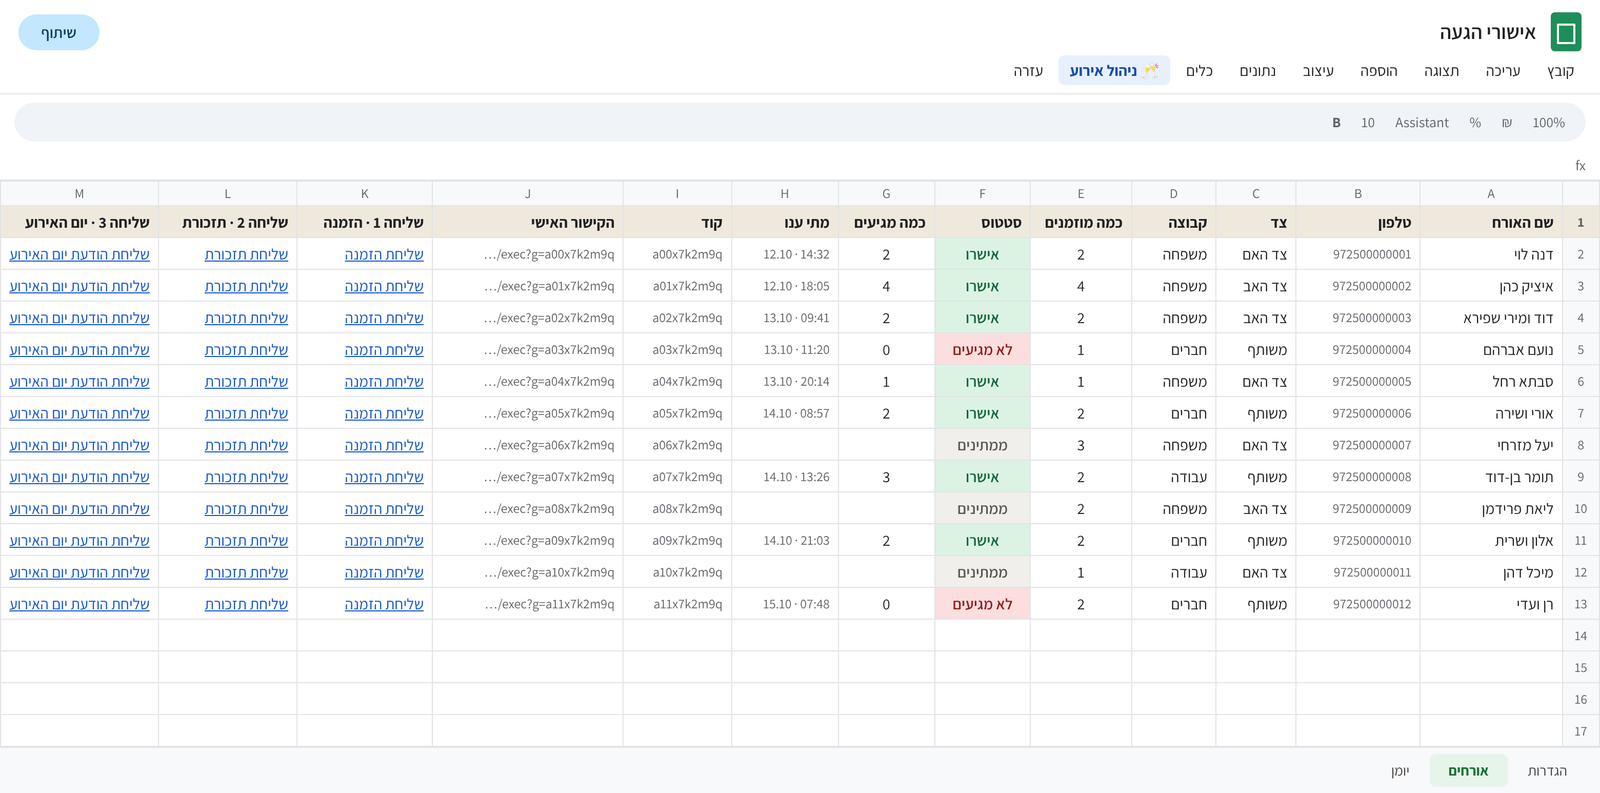 אישורי הגעה
שיתוף
קובץ עריכה תצוגה הוספה עיצוב נתונים כלים 🥂 ניהול אירוע עזרה
100% ₪ % Assistant 10 B
fx
A B C D E F G H I J K L M
1 שם האורח טלפון צד קבוצה כמה מוזמנים סטטוס כמה מגיעים מתי ענו קוד הקישור האישי שליחה 1 · הזמנה שליחה 2 · תזכורת שליחה 3 · יום האירוע
2 דנה לוי 972500000001 צד האם משפחה 2 אישרו 2 12.10 · 14:32 a00x7k2m9q …/exec?g=a00x7k2m9q שליחת הזמנה שליחת תזכורת שליחת הודעת יום האירוע
3 איציק כהן 972500000002 צד האב משפחה 4 אישרו 4 12.10 · 18:05 a01x7k2m9q …/exec?g=a01x7k2m9q שליחת הזמנה שליחת תזכורת שליחת הודעת יום האירוע
4 דוד ומירי שפירא 972500000003 צד האב משפחה 2 אישרו 2 13.10 · 09:41 a02x7k2m9q …/exec?g=a02x7k2m9q שליחת הזמנה שליחת תזכורת שליחת הודעת יום האירוע
5 נועם אברהם 972500000004 משותף חברים 1 לא מגיעים 0 13.10 · 11:20 a03x7k2m9q …/exec?g=a03x7k2m9q שליחת הזמנה שליחת תזכורת שליחת הודעת יום האירוע
6 סבתא רחל 972500000005 צד האם משפחה 1 אישרו 1 13.10 · 20:14 a04x7k2m9q …/exec?g=a04x7k2m9q שליחת הזמנה שליחת תזכורת שליחת הודעת יום האירוע
7 אורי ושירה 972500000006 משותף חברים 2 אישרו 2 14.10 · 08:57 a05x7k2m9q …/exec?g=a05x7k2m9q שליחת הזמנה שליחת תזכורת שליחת הודעת יום האירוע
8 יעל מזרחי 972500000007 צד האם משפחה 3 ממתינים a06x7k2m9q …/exec?g=a06x7k2m9q שליחת הזמנה שליחת תזכורת שליחת הודעת יום האירוע
9 תומר בן-דוד 972500000008 משותף עבודה 2 אישרו 3 14.10 · 13:26 a07x7k2m9q …/exec?g=a07x7k2m9q שליחת הזמנה שליחת תזכורת שליחת הודעת יום האירוע
10 ליאת פרידמן 972500000009 צד האב משפחה 2 ממתינים a08x7k2m9q …/exec?g=a08x7k2m9q שליחת הזמנה שליחת תזכורת שליחת הודעת יום האירוע
11 אלון ושרית 972500000010 משותף חברים 2 אישרו 2 14.10 · 21:03 a09x7k2m9q …/exec?g=a09x7k2m9q שליחת הזמנה שליחת תזכורת שליחת הודעת יום האירוע
12 מיכל דהן 972500000011 צד האם עבודה 1 ממתינים a10x7k2m9q …/exec?g=a10x7k2m9q שליחת הזמנה שליחת תזכורת שליחת הודעת יום האירוע
13 רן ועדי 972500000012 משותף חברים 2 לא מגיעים 0 15.10 · 07:48 a11x7k2m9q …/exec?g=a11x7k2m9q שליחת הזמנה שליחת תזכורת שליחת הודעת יום האירוע
14
15
16
17
הגדרות אורחים יומן